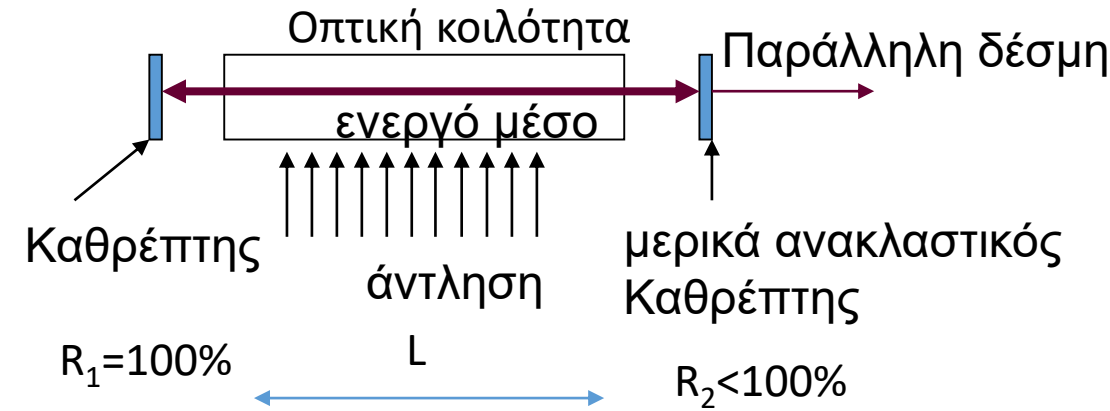 Οπτική κοιλότητα
Παράλληλη δέσμη
ενεργό μέσο
Καθρέπτης
άντληση
μερικά ανακλαστικός
Καθρέπτης
R₁=100%
L
R₂<100%